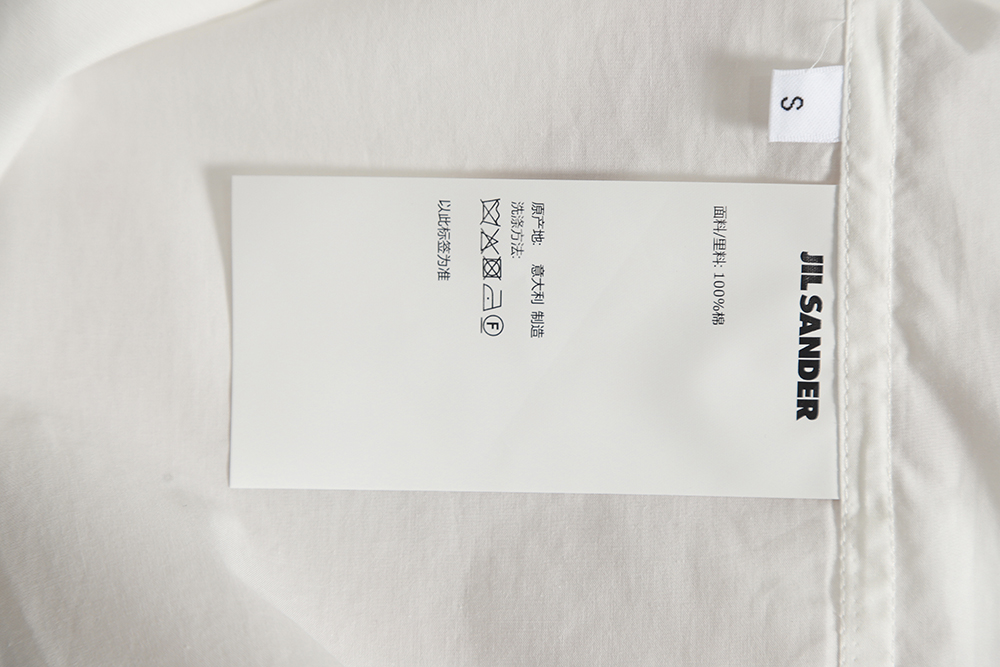 S
JIL SANDER
面料/里料: 100%棉
原产地: 意大利 制造
洗涤方法:
F
以此标签为准